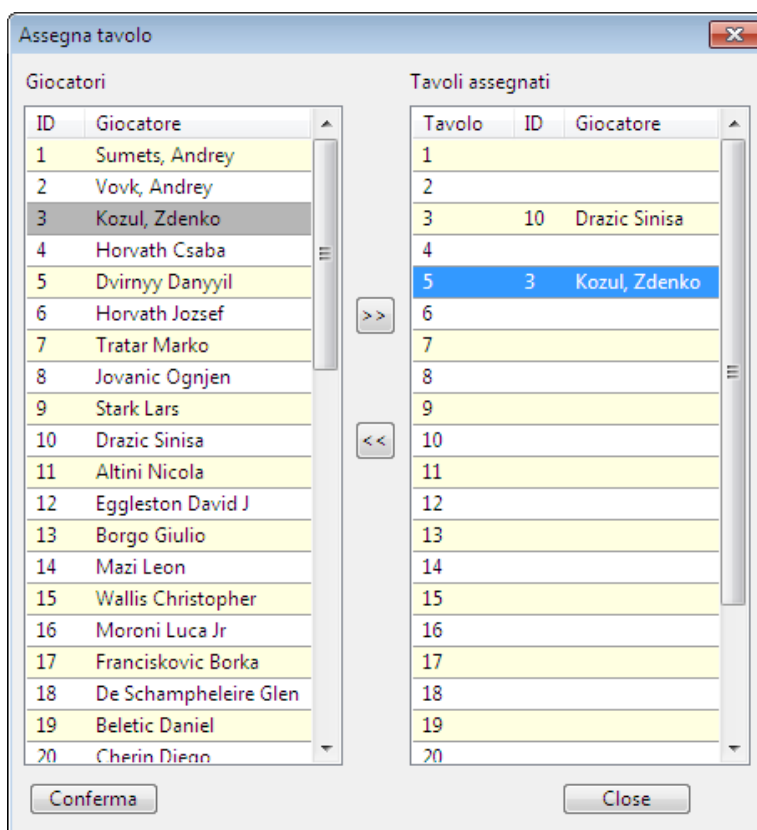 Assegna tavolo
Giocatori
ID Giocatore
1 Sumets, Andrey
2 Vovk, Andrey
3 Kozul, Zdenko
4 Horvath Csaba
5 Dvirnyy Danyyil
6 Horvath Jozsef
7 Tratar Marko
8 Jovanic Ognjen
9 Stark Lars
10 Drazic Sinisa
11 Altini Nicola
12 Eggleston David J
13 Borgo Giulio
14 Mazi Leon
15 Wallis Christopher
16 Moroni Luca Jr
17 Franciskovic Borka
18 De Schampheleire Glen
19 Beletic Daniel
20 Cherin Diego
>>
<<
Tavoli assegnati
Tavolo ID Giocatore
1
2
3 10 Drazic Sinisa
4
5 3 Kozul, Zdenko
6
7
8
9
10
11
12
13
14
15
16
17
18
19
20
Conferma
Close